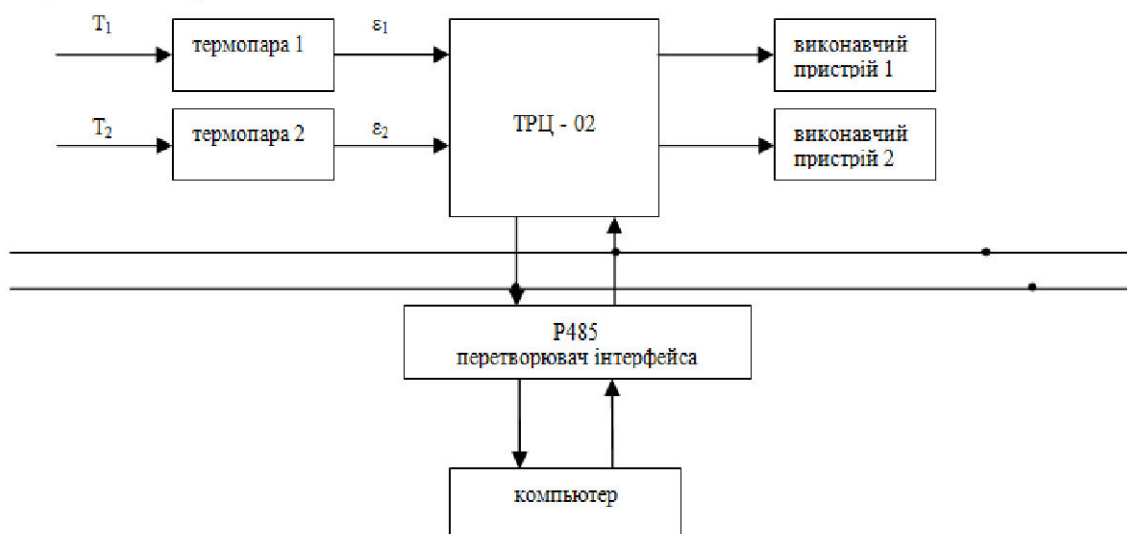 T₁
термопара 1
ε₁
виконавчий
пристрій 1
ТРЦ - 02
T₂
термопара 2
ε₂
виконавчий
пристрій 2
Р485
перетворювач інтерфейса
компьютер